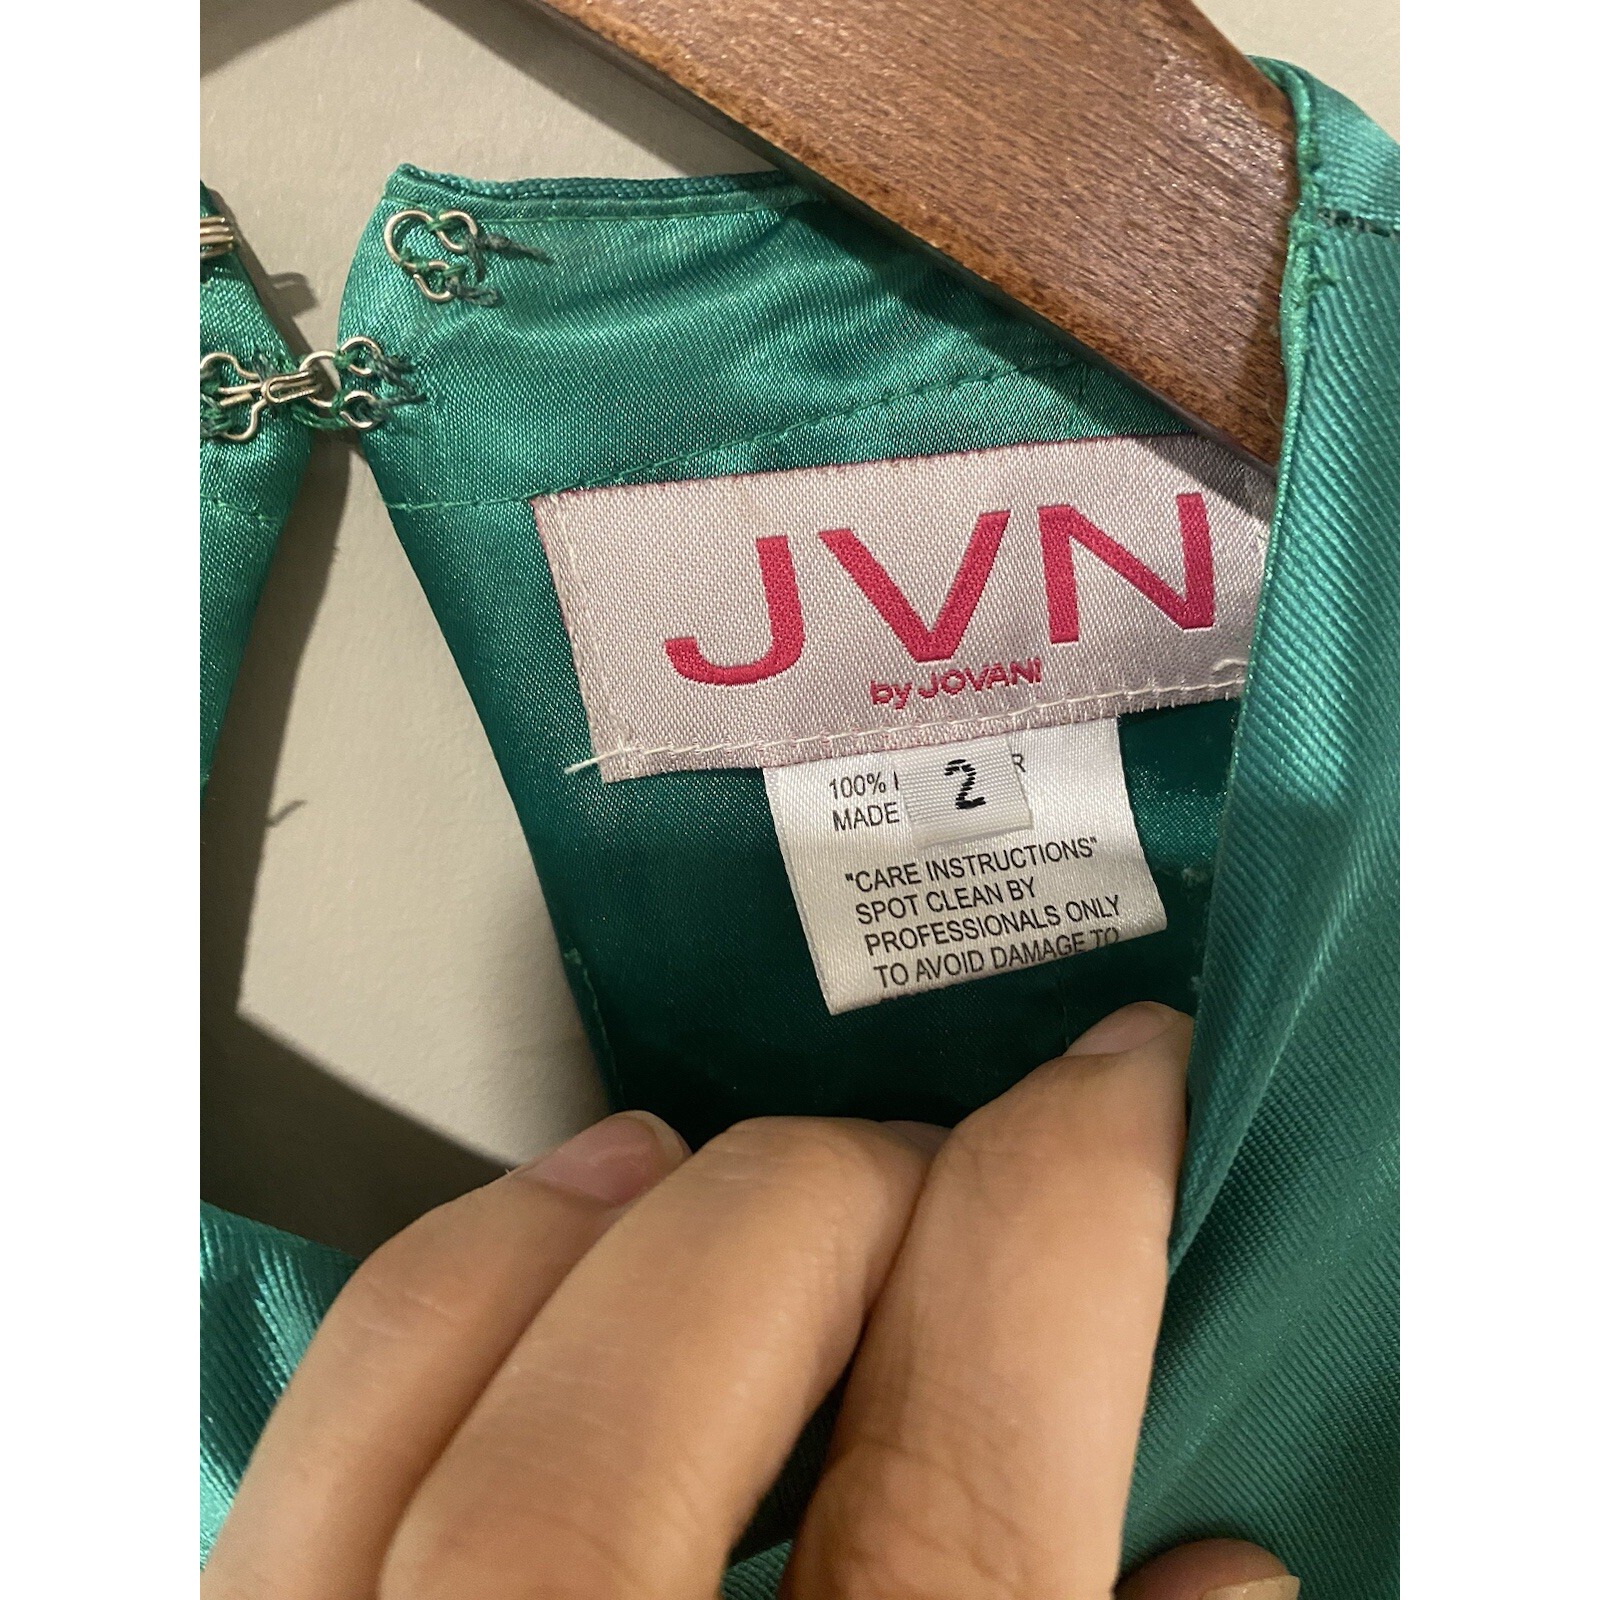 JVN
by JOVANI
2
100%
MADE
"CARE INSTRUCTIONS"
SPOT CLEAN BY
PROFESSIONALS ONLY
TO AVOID DAMAGE TO